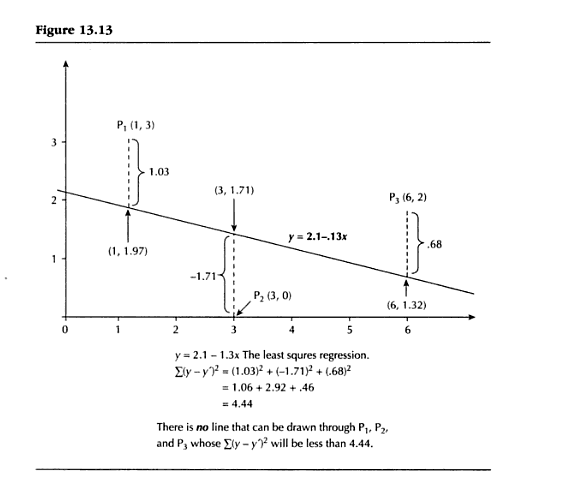 Figure 13.13
P1 (1, 3)
3
1.03
(3, 1.71)
P3 (6, 2)
2
y = 2.1–.13x
.68
(1, 1.97)
1
–1.71
P2 (3, 0)
(6, 1.32)
0 1 2 3 4 5 6
y = 2.1 – 1.3x The least squres regression.
∑(y – y′)² = (1.03)² + (–1.71)² + (.68)²
= 1.06 + 2.92 + .46
= 4.44
There is no line that can be drawn through P1, P2,
and P3 whose ∑(y – y′)² will be less than 4.44.